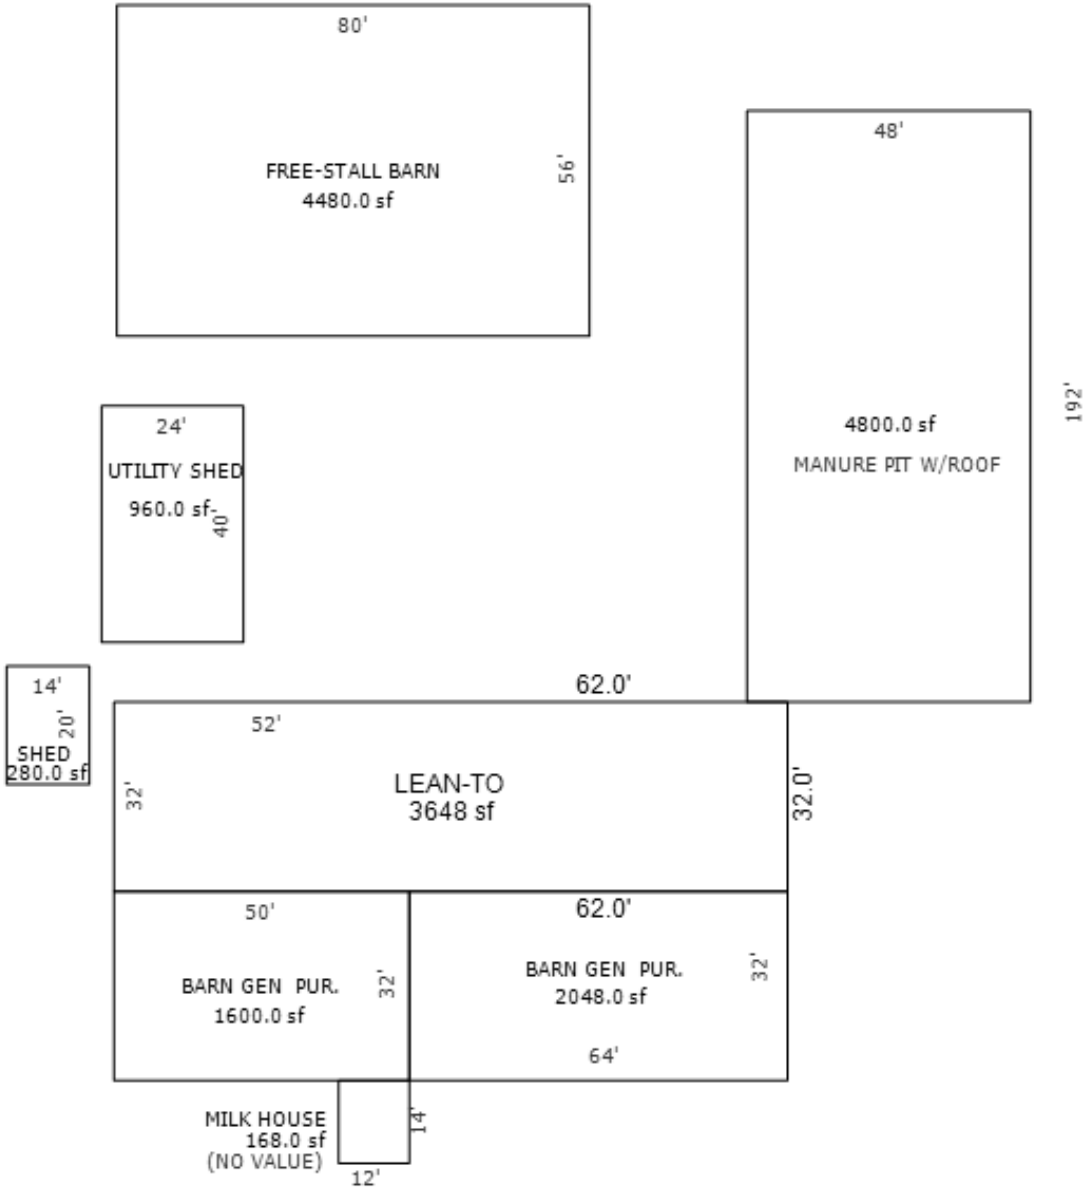 80'
FREE-STALL BARN
4480.0 sf
56'
48'
4800.0 sf
MANURE PIT W/ROOF
192'
24'
UTILITY SHED
960.0 sf-
40
14'
20'
SHED
280.0 sf
62.0'
52'
32'
LEAN-TO
3648 sf
32.0'
50'
BARN GEN PUR.
1600.0 sf
32'
62.0'
BARN GEN PUR.
2048.0 sf
32'
64'
MILK HOUSE
168.0 sf
(NO VALUE)
14'
12'